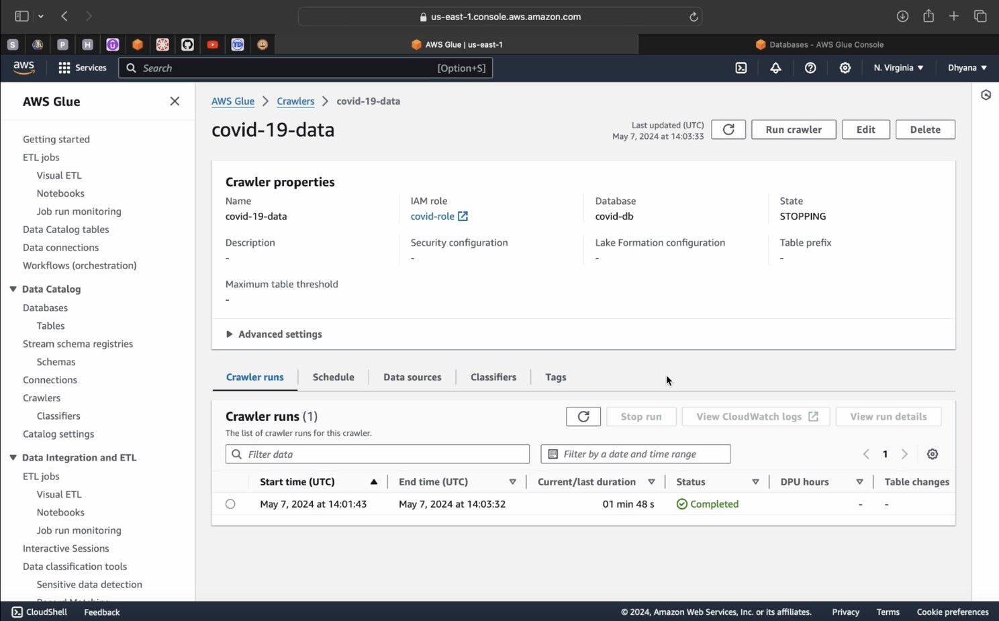 us-east-1.console.aws.amazon.com
S
P
H
TD
AWS Glue | us-east-1
Databases - AWS Glue Console
aws
Services
Search
[Option+S]
N. Virginia
Dhyana
AWS Glue
Getting started
ETL jobs
Visual ETL
Notebooks
Job run monitoring
Data Catalog tables
Data connections
Workflows (orchestration)
Data Catalog
Databases
Tables
Stream schema registries
Schemas
Connections
Crawlers
Classifiers
Catalog settings
Data Integration and ETL
ETL jobs
Visual ETL
Notebooks
Job run monitoring
Interactive Sessions
Data classification tools
Sensitive data detection
Record Matching
AWS Glue > Crawlers > covid-19-data
covid-19-data
Last updated (UTC)
May 7, 2024 at 14:03:33
Run crawler
Edit
Delete
Crawler properties
Name
covid-19-data
IAM role
covid-role
Database
covid-db
State
STOPPING
Description
-
Security configuration
-
Lake Formation configuration
-
Table prefix
-
Maximum table threshold
-
Advanced settings
Crawler runs
Schedule
Data sources
Classifiers
Tags
Crawler runs (1)
The list of crawler runs for this crawler.
Stop run
View CloudWatch logs
View run details
Filter data
Filter by a date and time range
1
Start time (UTC)
End time (UTC)
Current/last duration
Status
DPU hours
Table changes
May 7, 2024 at 14:01:43
May 7, 2024 at 14:03:32
01 min 48 s
Completed
-
-
CloudShell
Feedback
© 2024, Amazon Web Services, Inc. or its affiliates.
Privacy
Terms
Cookie preferences